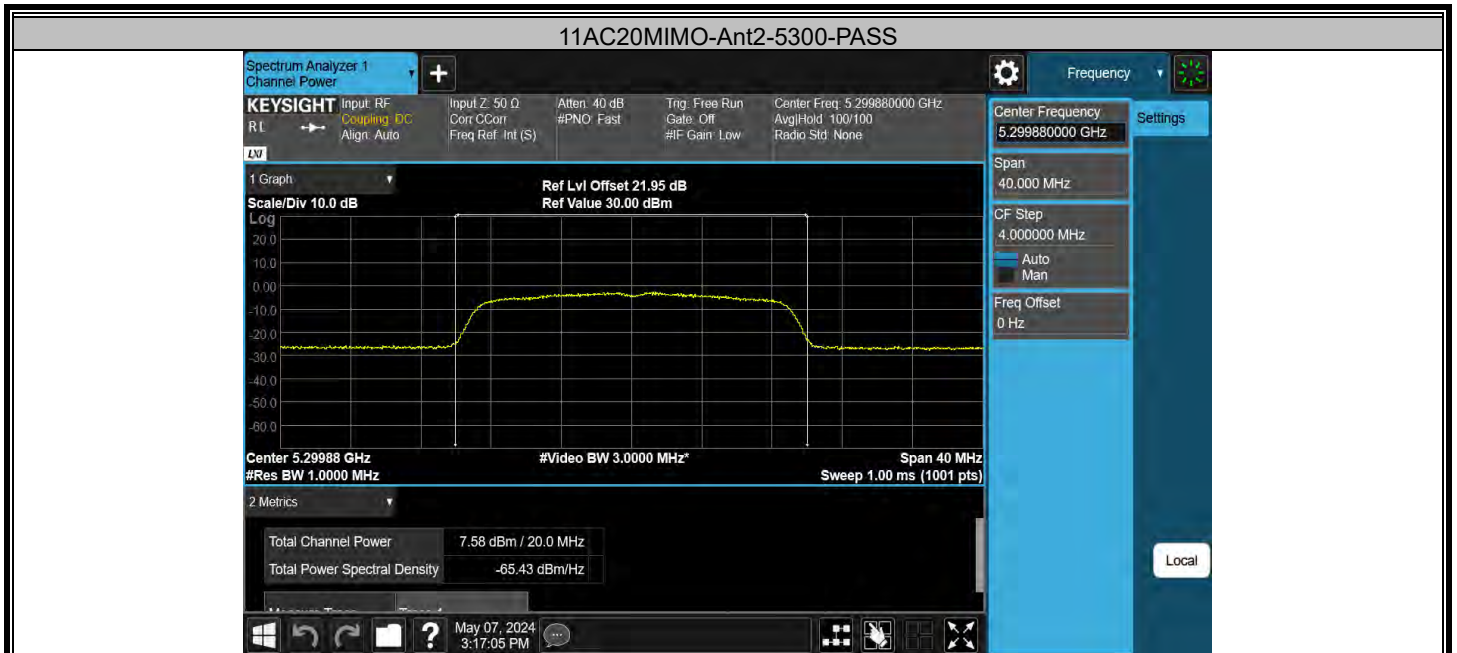 11AC20MIMO-Ant2-5300-PASS
Spectrum Analyzer 1
Channel Power
Frequency
KEYSIGHT
R L
LXI
Input: RF
Coupling: DC
Align: Auto
Input Z: 50 Ω
Corr CCorr
Freq Ref: Int (S)
Atten: 40 dB
#PNO: Fast
Trig: Free Run
Gate: Off
#IF Gain: Low
Center Freq: 5.299880000 GHz
Avg|Hold: 100/100
Radio Std: None
Center Frequency
5.299880000 GHz
Settings
Span
40.000 MHz
CF Step
4.000000 MHz
Auto
Man
Freq Offset
0 Hz
1 Graph
Scale/Div 10.0 dB
Ref Lvl Offset 21.95 dB
Ref Value 30.00 dBm
Log
20.0
10.0
0.00
-10.0
-20.0
-30.0
-40.0
-50.0
-60.0
Center 5.29988 GHz
#Video BW 3.0000 MHz*
Span 40 MHz
#Res BW 1.0000 MHz
Sweep 1.00 ms (1001 pts)
2 Metrics
Total Channel Power 7.58 dBm / 20.0 MHz
Total Power Spectral Density -65.43 dBm/Hz
Local
May 07, 2024
3:17:05 PM